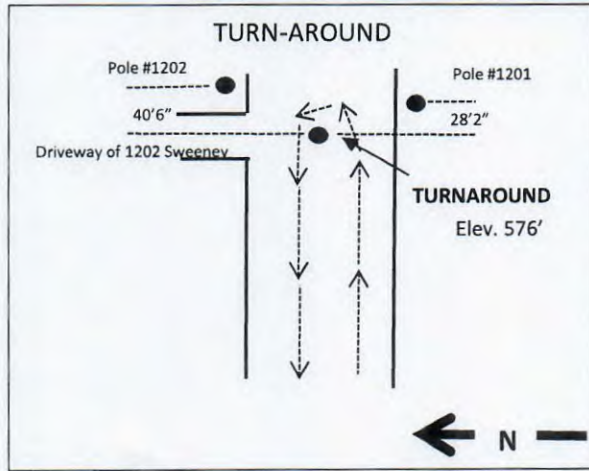 TURN-AROUND
Pole #1202
Pole #1201
40'6"
28'2"
Driveway of 1202 Sweeney
TURNAROUND
Elev. 576'
N